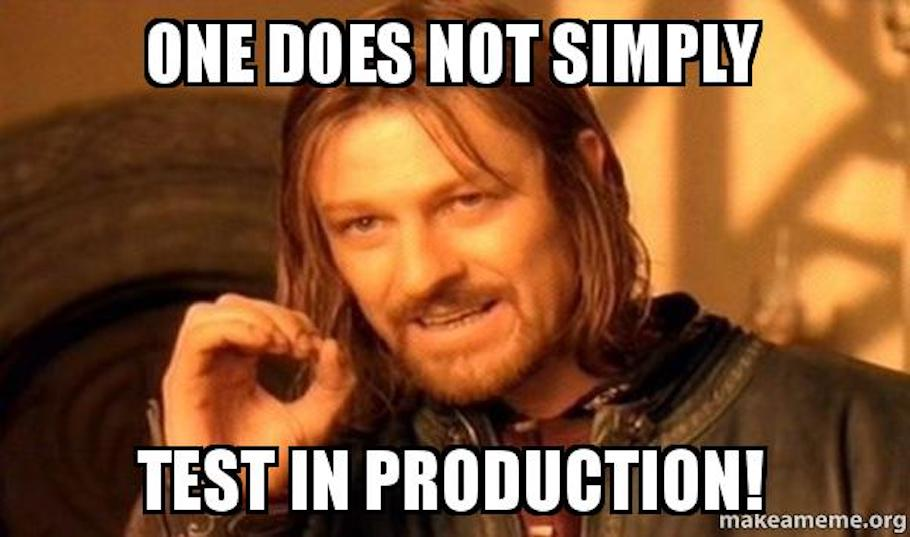 ONE DOES NOT SIMPLY
TEST IN PRODUCTION!
makeameme.org